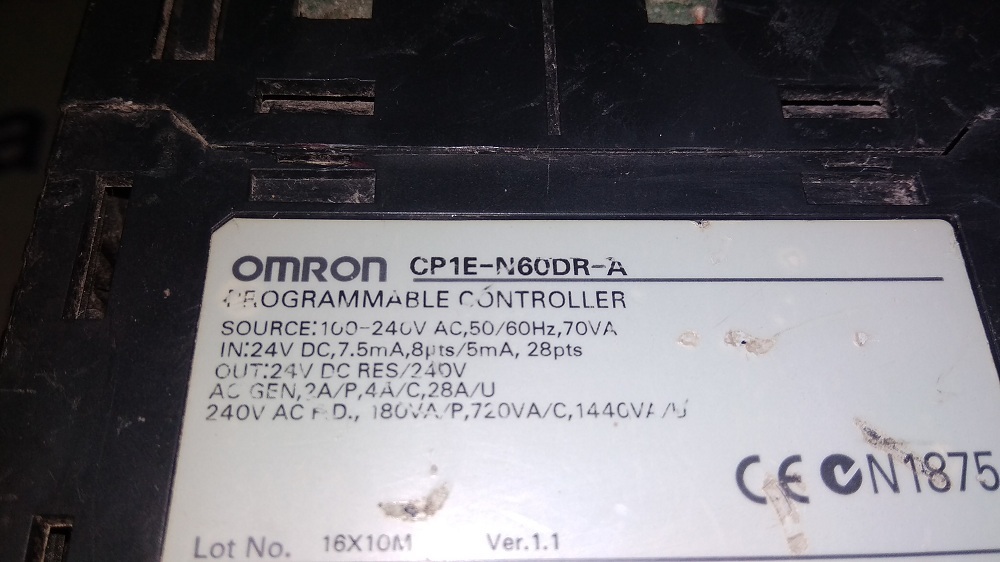 OMRON CP1E-N60DR-A
PROGRAMMABLE CONTROLLER
SOURCE:100-240V AC,50/60Hz,70VA
IN:24V DC,7.5mA,8pts/5mA, 28pts
OUT:24V DC RES/240V
AC GEN,2A/P,4A/C,28A/U
240V AC P.D., 180VA/P,720VA/C,1440VA/U
CE N1875
Lot No. 16X10M Ver.1.1